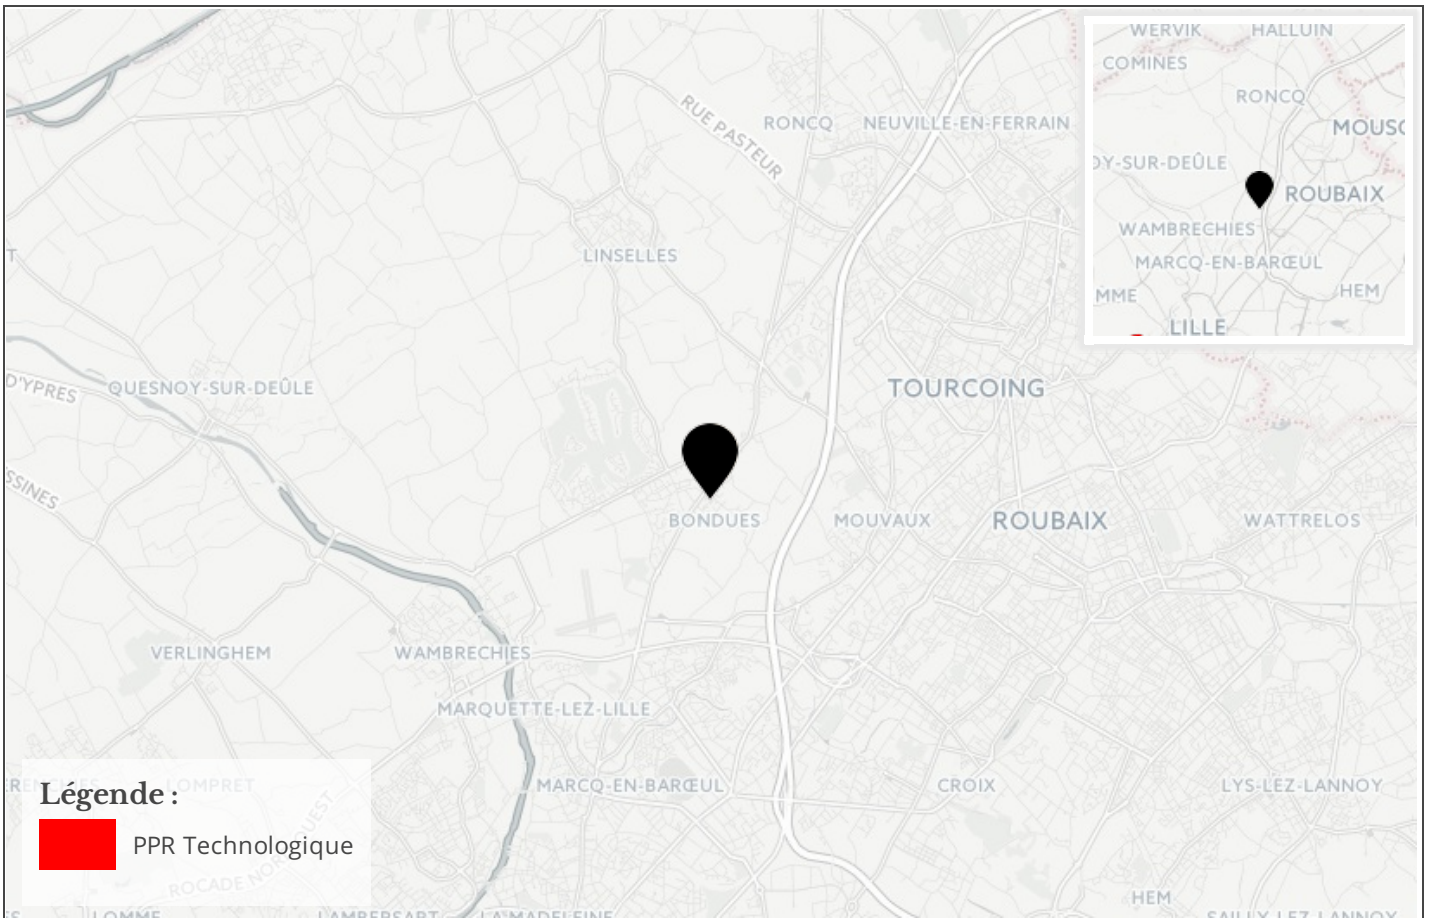 WERVIK
HALLUIN
COMINES
RONCQ
MOUSC
OY-SUR-DEÛLE
ROUBAIX
WAMBRECHIES
MARCQ-EN-BARŒUL
MME
HEM
LILLE
RUE PASTEUR
RONCQ
NEUVILLE-EN-FERRAIN
T
LINSELLES
D'YPRES
QUESNOY-SUR-DEÛLE
TOURCOING
SSINES
BONDUES
MOUVAUX
ROUBAIX
WATTRELOS
VERLINGHEM
WAMBRECHIES
MARQUETTE-LEZ-LILLE
LOMPRET
MARCQ-EN-BARŒUL
CROIX
LYS-LEZ-LANNOY
Légende :
PPR Technologique
ROCADE NORD-OUEST
HEM
LOMME
LAMBERSART
LA MADELEINE
SAILLY-LEZ-LANNOY